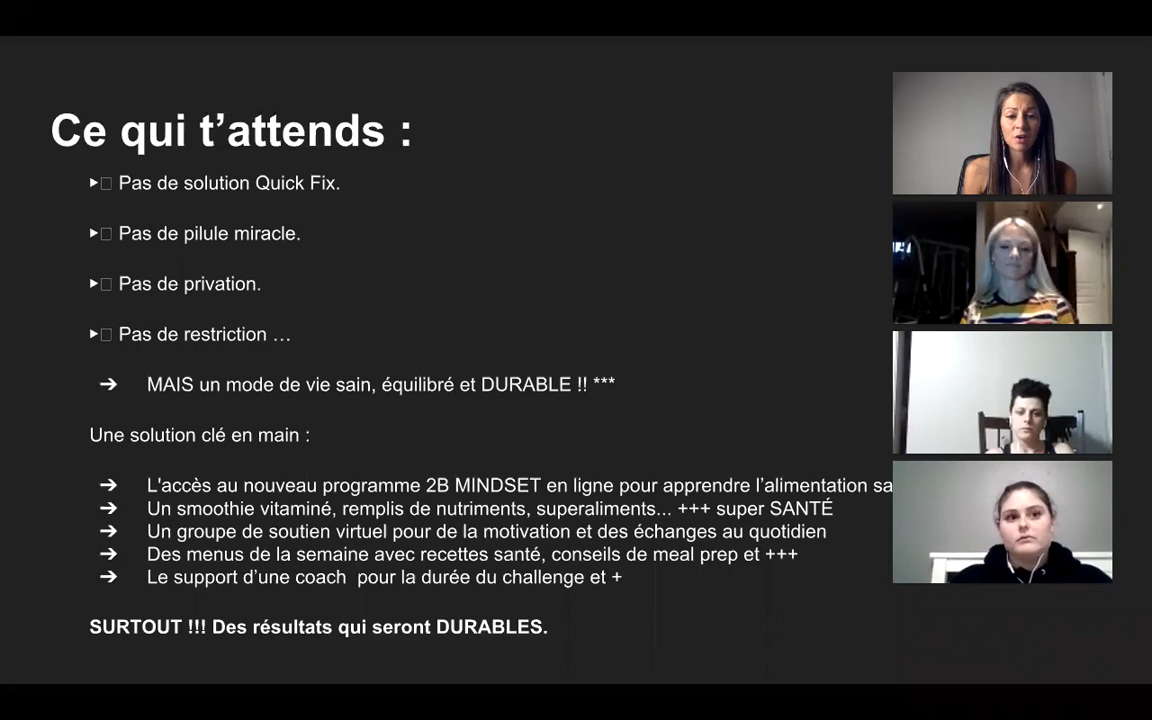 Ce qui t’attends :
Pas de solution Quick Fix.
Pas de pilule miracle.
Pas de privation.
Pas de restriction …
➔ MAIS un mode de vie sain, équilibré et DURABLE !! ***
Une solution clé en main :
➔ L'accès au nouveau programme 2B MINDSET en ligne pour apprendre l’alimentation sa
➔ Un smoothie vitaminé, remplis de nutriments, superaliments... +++ super SANTÉ
➔ Un groupe de soutien virtuel pour de la motivation et des échanges au quotidien
➔ Des menus de la semaine avec recettes santé, conseils de meal prep et +++
➔ Le support d’une coach  pour la durée du challenge et +
SURTOUT !!! Des résultats qui seront DURABLES.